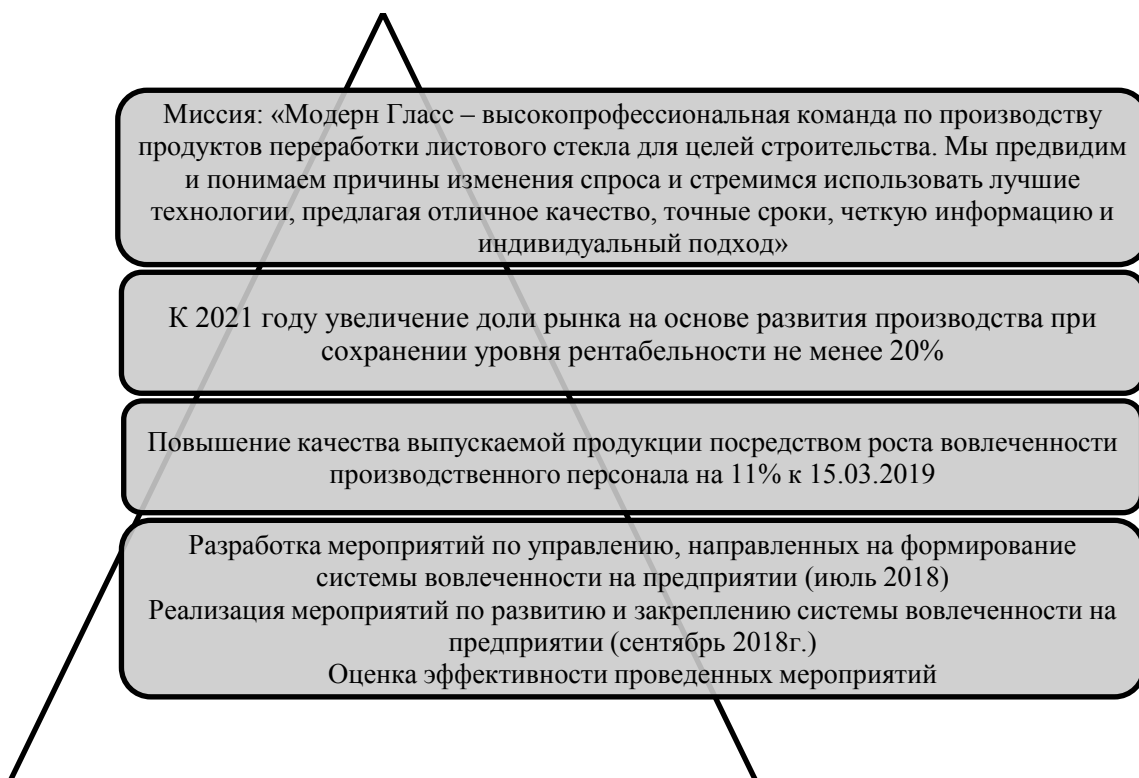 Миссия: «Модерн Гласс – высокопрофессиональная команда по производству
продуктов переработки листового стекла для целей строительства. Мы предвидим
и понимаем причины изменения спроса и стремимся использовать лучшие
технологии, предлагая отличное качество, точные сроки, четкую информацию и
индивидуальный подход»
К 2021 году увеличение доли рынка на основе развития производства при
сохранении уровня рентабельности не менее 20%
Повышение качества выпускаемой продукции посредством роста вовлеченности
производственного персонала на 11% к 15.03.2019
Разработка мероприятий по управлению, направленных на формирование
системы вовлеченности на предприятии (июль 2018)
Реализация мероприятий по развитию и закреплению системы вовлеченности на
предприятии (сентябрь 2018г.)
Оценка эффективности проведенных мероприятий